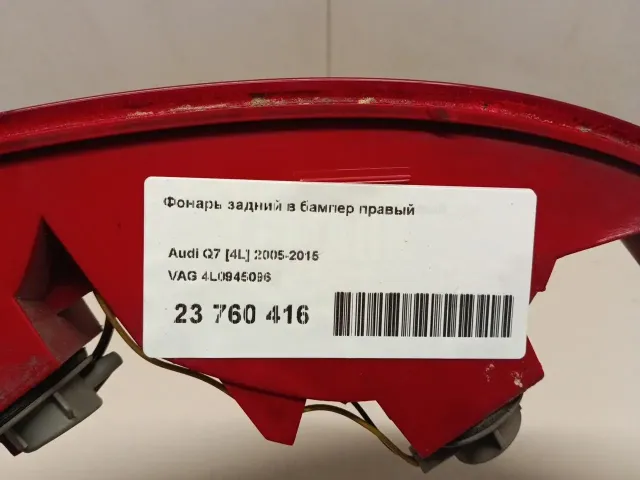 Фонарь задний в бампер правый
Audi Q7 [4L] 2005-2015
VAG 4L0945096
23 760 416